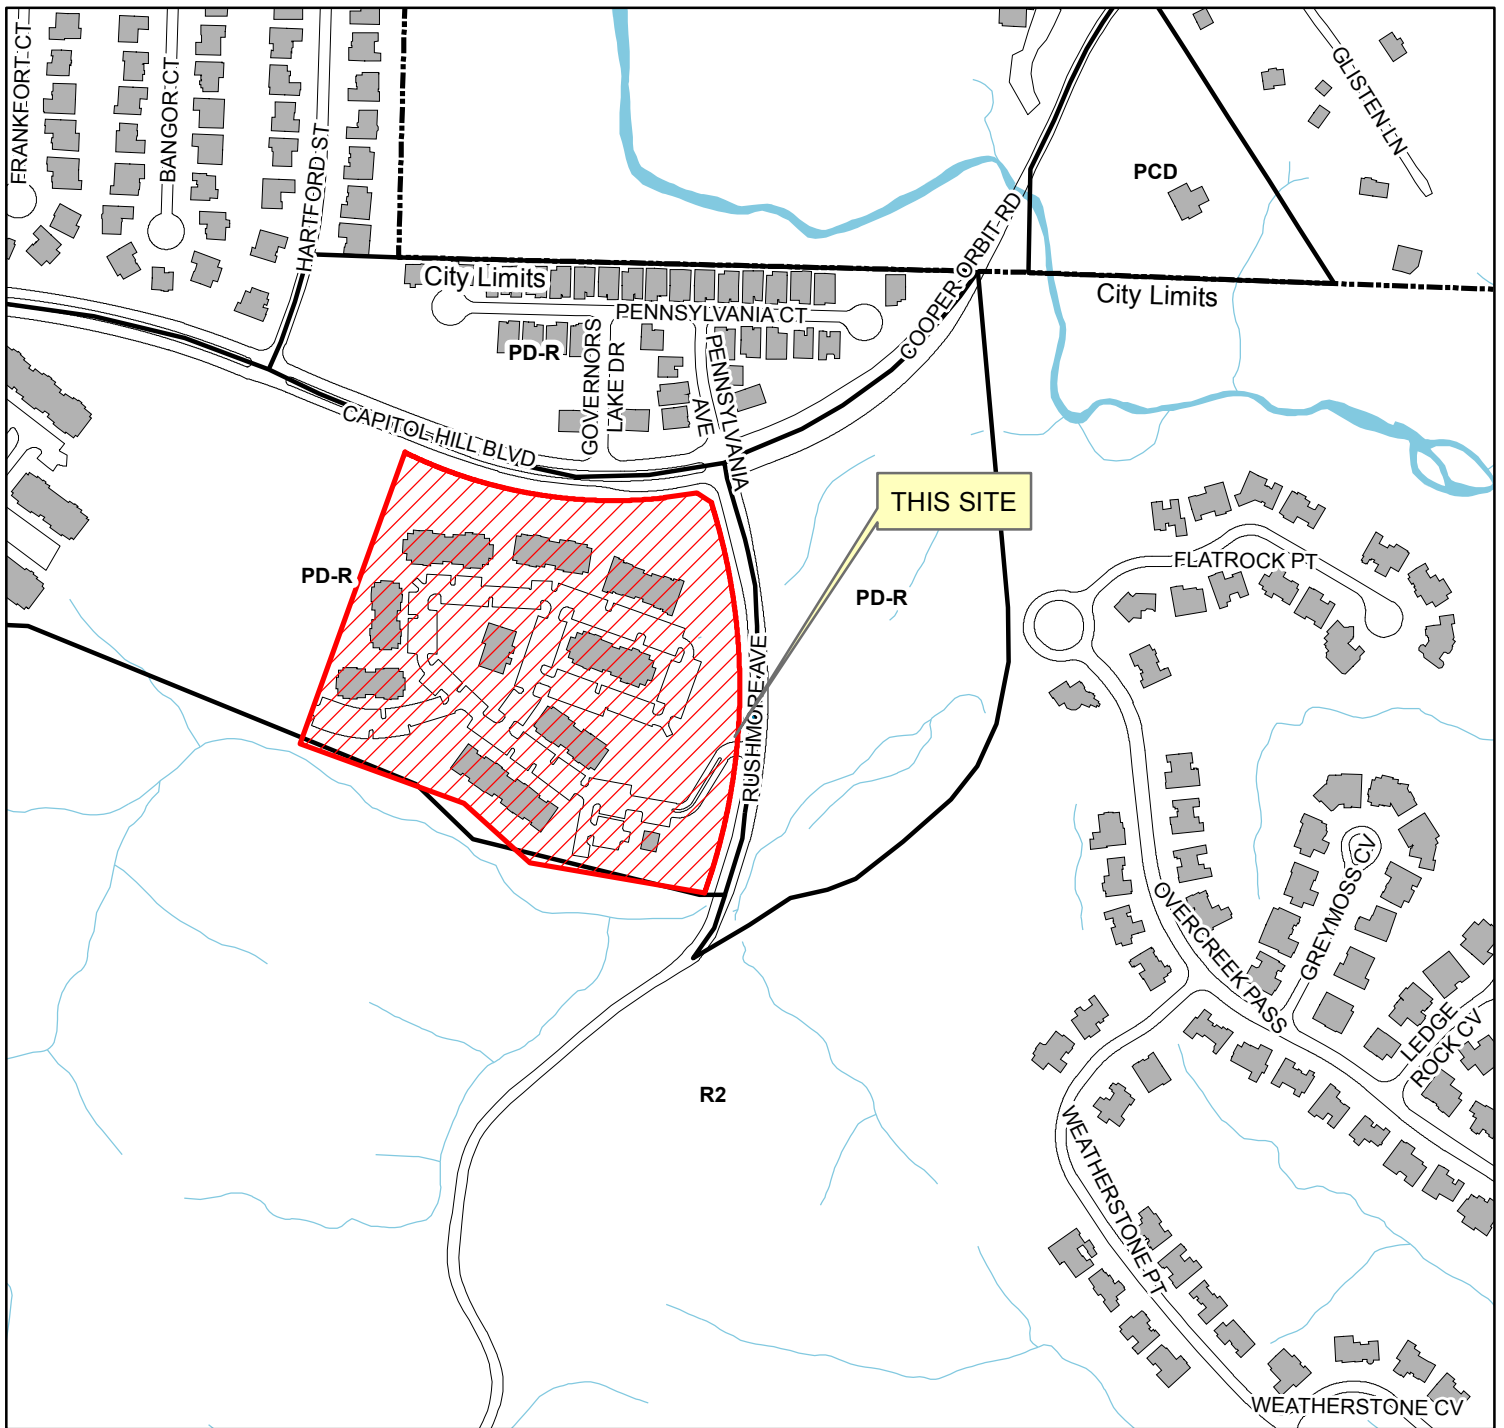 FRANKFORT CT
BANGOR CT
HARTFORD ST
GLISTEN LN
PCD
COOPER ORBIT RD
City Limits
City Limits
PENNSYLVANIA CT
GOVERNORS
LAKE DR
PD-R
PENNSYLVANIA
AVE
CAPITOL HILL BLVD
THIS SITE
PD-R
PD-R
RUSHMORE AVE
FLATROCK PT
OVERCREEK PASS
GREYMOSS CV
LEDGE
ROCK CV
R2
WEATHERSTONE PT
WEATHERSTONE CV